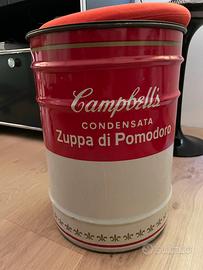 Campbell's
CONDENSATA
Zuppa di Pomodoro